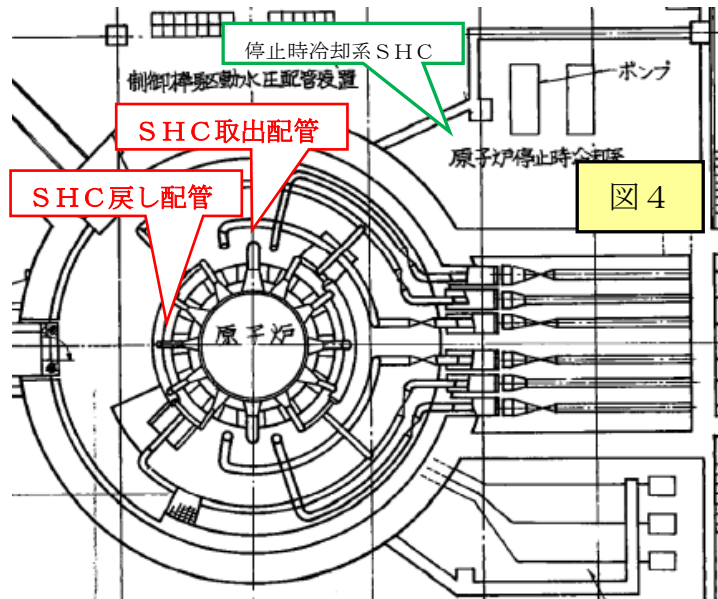 停止時冷却系SHC
制御棒駆動水圧配管装置
ポンプ
SHC取出配管
原子炉停止時冷却系
SHC戻し配管
図4
原子炉